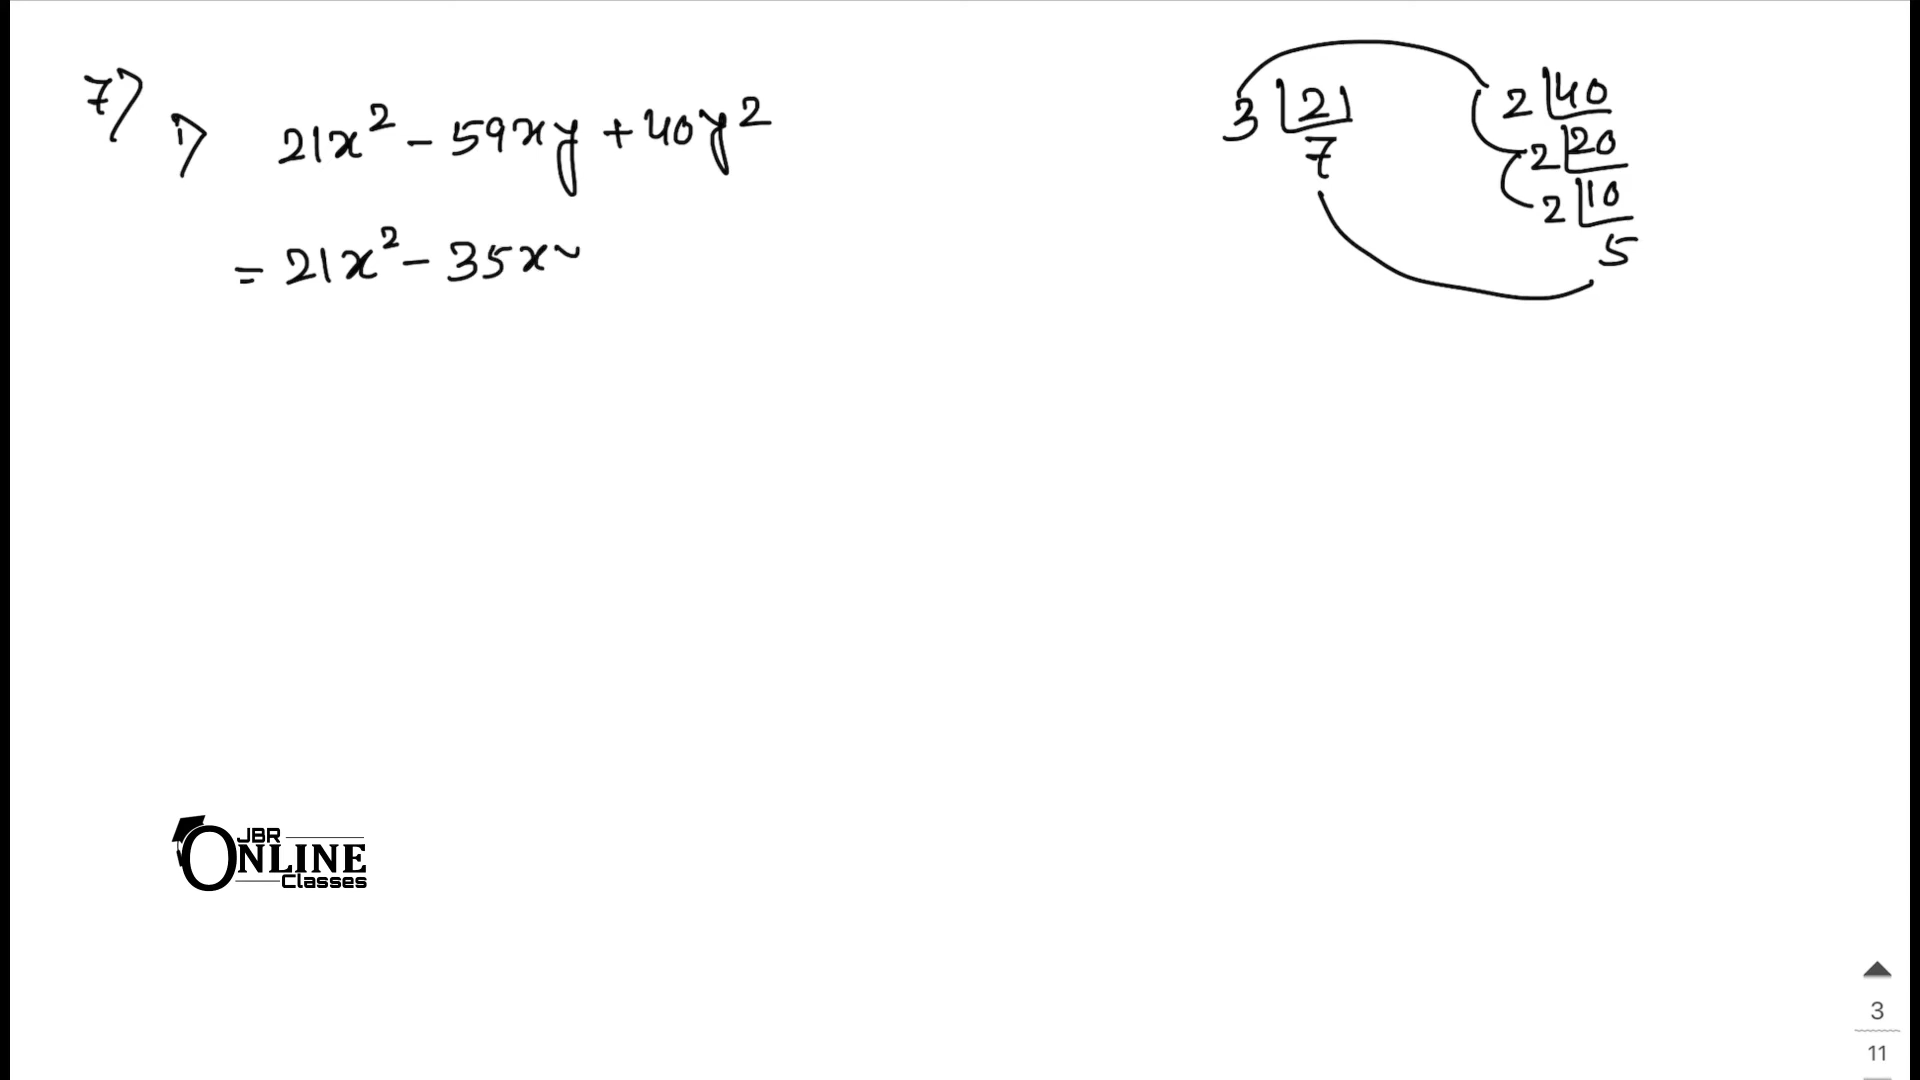 7) i) 21x² - 59xy + 40y²
= 21x² - 35x
3 | 21
7
2 | 40
2 | 20
2 | 10
5
JBR
ONLINE
Classes
3
11